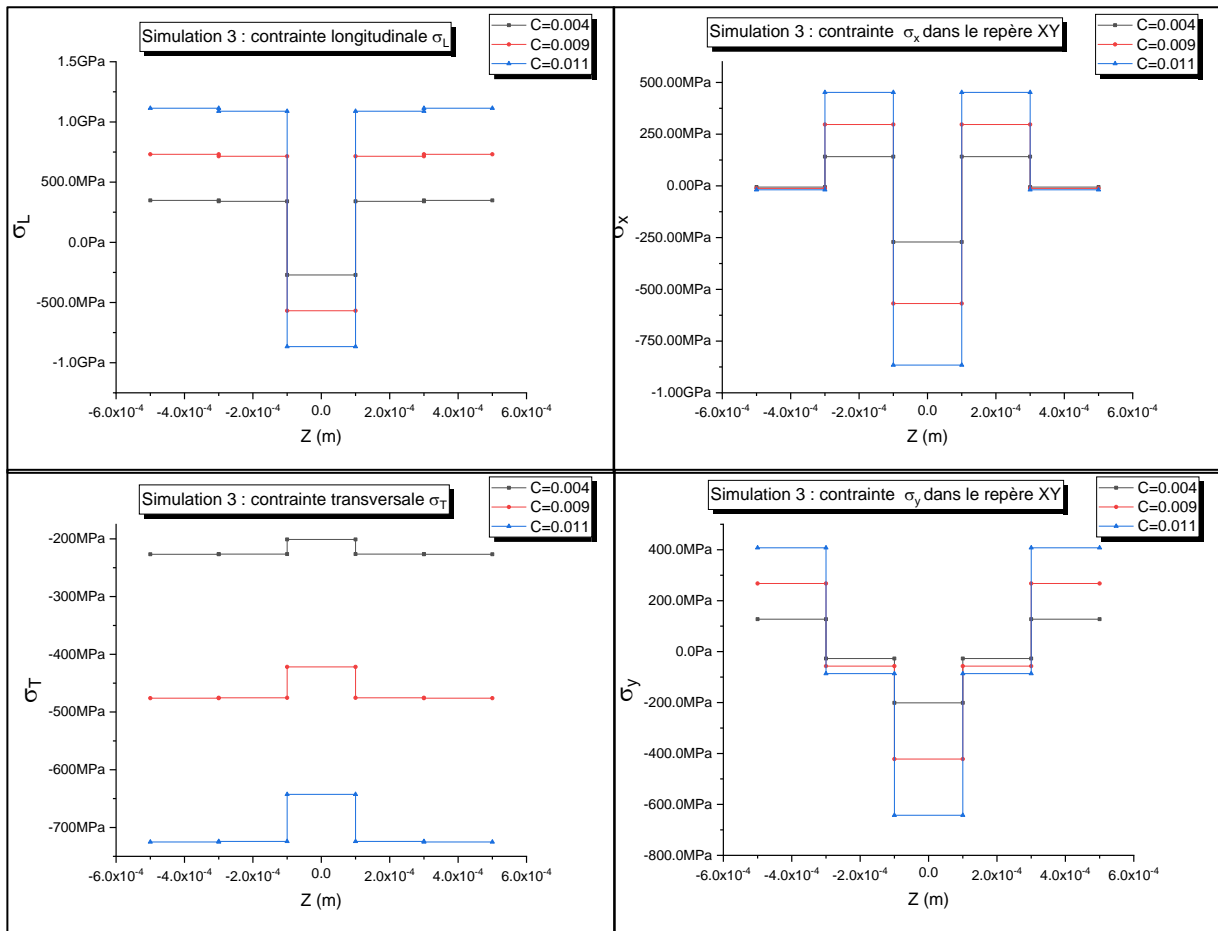 Simulation 3 : contrainte longitudinale σL
C=0.004
C=0.009
C=0.011
1.5GPa
1.0GPa
500.0MPa
0.0Pa
-500.0MPa
-1.0GPa
σL
-6.0x10-4 -4.0x10-4 -2.0x10-4 0.0 2.0x10-4 4.0x10-4 6.0x10-4
Z (m)
Simulation 3 : contrainte σx dans le repère XY
C=0.004
C=0.009
C=0.011
500.00MPa
250.00MPa
0.00Pa
-250.00MPa
-500.00MPa
-750.00MPa
-1.00GPa
σx
-6.0x10-4 -4.0x10-4 -2.0x10-4 0.0 2.0x10-4 4.0x10-4 6.0x10-4
Z (m)
Simulation 3 : contrainte transversale σT
C=0.004
C=0.009
C=0.011
-200MPa
-300MPa
-400MPa
-500MPa
-600MPa
-700MPa
σT
-6.0x10-4 -4.0x10-4 -2.0x10-4 0.0 2.0x10-4 4.0x10-4 6.0x10-4
Z (m)
Simulation 3 : contrainte σy dans le repère XY
C=0.004
C=0.009
C=0.011
400.0MPa
200.0MPa
0.0MPa
-200.0MPa
-400.0MPa
-600.0MPa
-800.0MPa
σy
-6.0x10-4 -4.0x10-4 -2.0x10-4 0.0 2.0x10-4 4.0x10-4 6.0x10-4
Z (m)